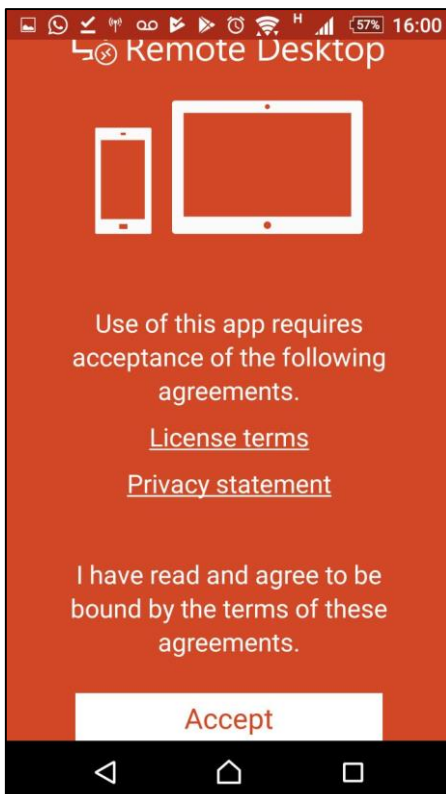 H 57% 16:00
Remote Desktop
Use of this app requires
acceptance of the following
agreements.
License terms
Privacy statement
I have read and agree to be
bound by the terms of these
agreements.
Accept